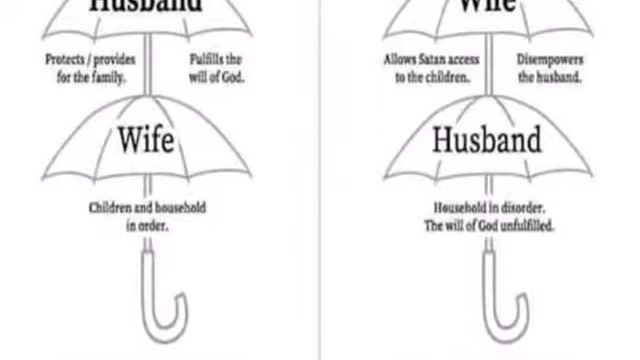 Husband
Protects / provides
for the family.
Fulfills the
will of God.
Wife
Children and household
in order.
Wife
Allows Satan access
to the children.
Disempowers
the husband.
Husband
Household in disorder.
The will of God unfulfilled.